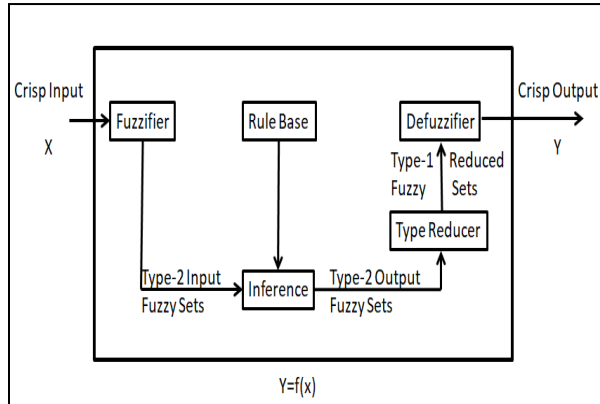 Crisp Input
X
Fuzzifier
Rule Base
Defuzzifier
Crisp Output
Y
Type-1 Reduced
Fuzzy Sets
Type Reducer
Type-2 Input
Fuzzy Sets
Inference
Type-2 Output
Fuzzy Sets
Y=f(x)